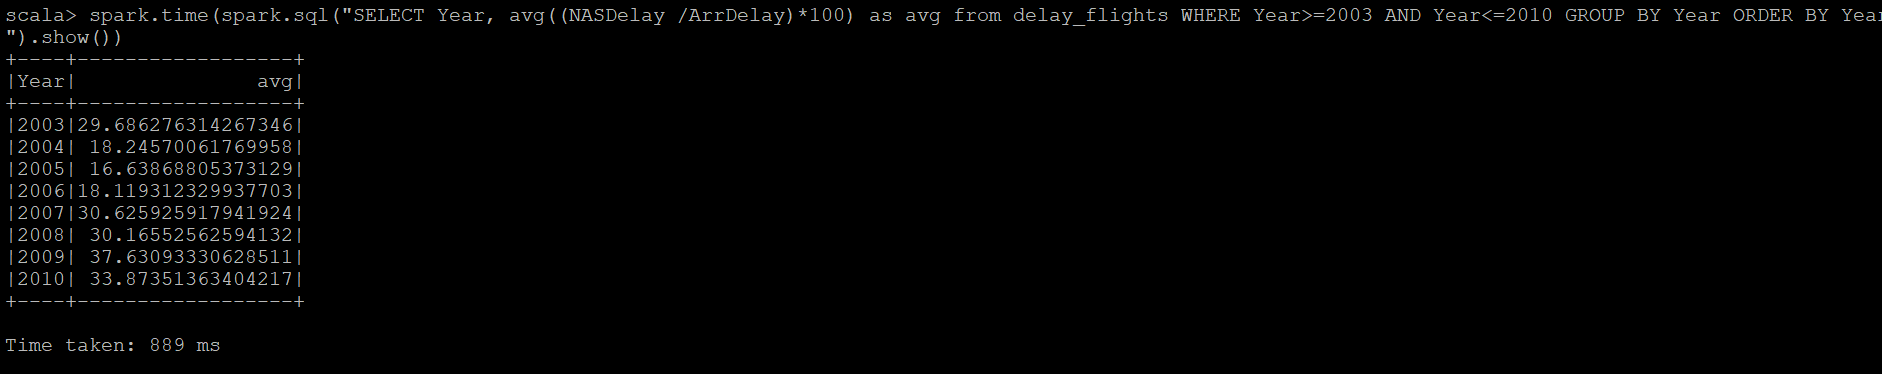 scala> spark.time(spark.sql("SELECT Year, avg((NASDelay /ArrDelay)*100) as avg from delay_flights WHERE Year>=2003 AND Year<=2010 GROUP BY Year ORDER BY Year
").show())
+----+------------------+
|Year|               avg|
+----+------------------+
|2003|29.686276314267346|
|2004| 18.24570061769958|
|2005| 16.63868805373129|
|2006|18.119312329937703|
|2007|30.625925917941924|
|2008| 30.16552562594132|
|2009| 37.63093330628511|
|2010| 33.87351363404217|
+----+------------------+
Time taken: 889 ms